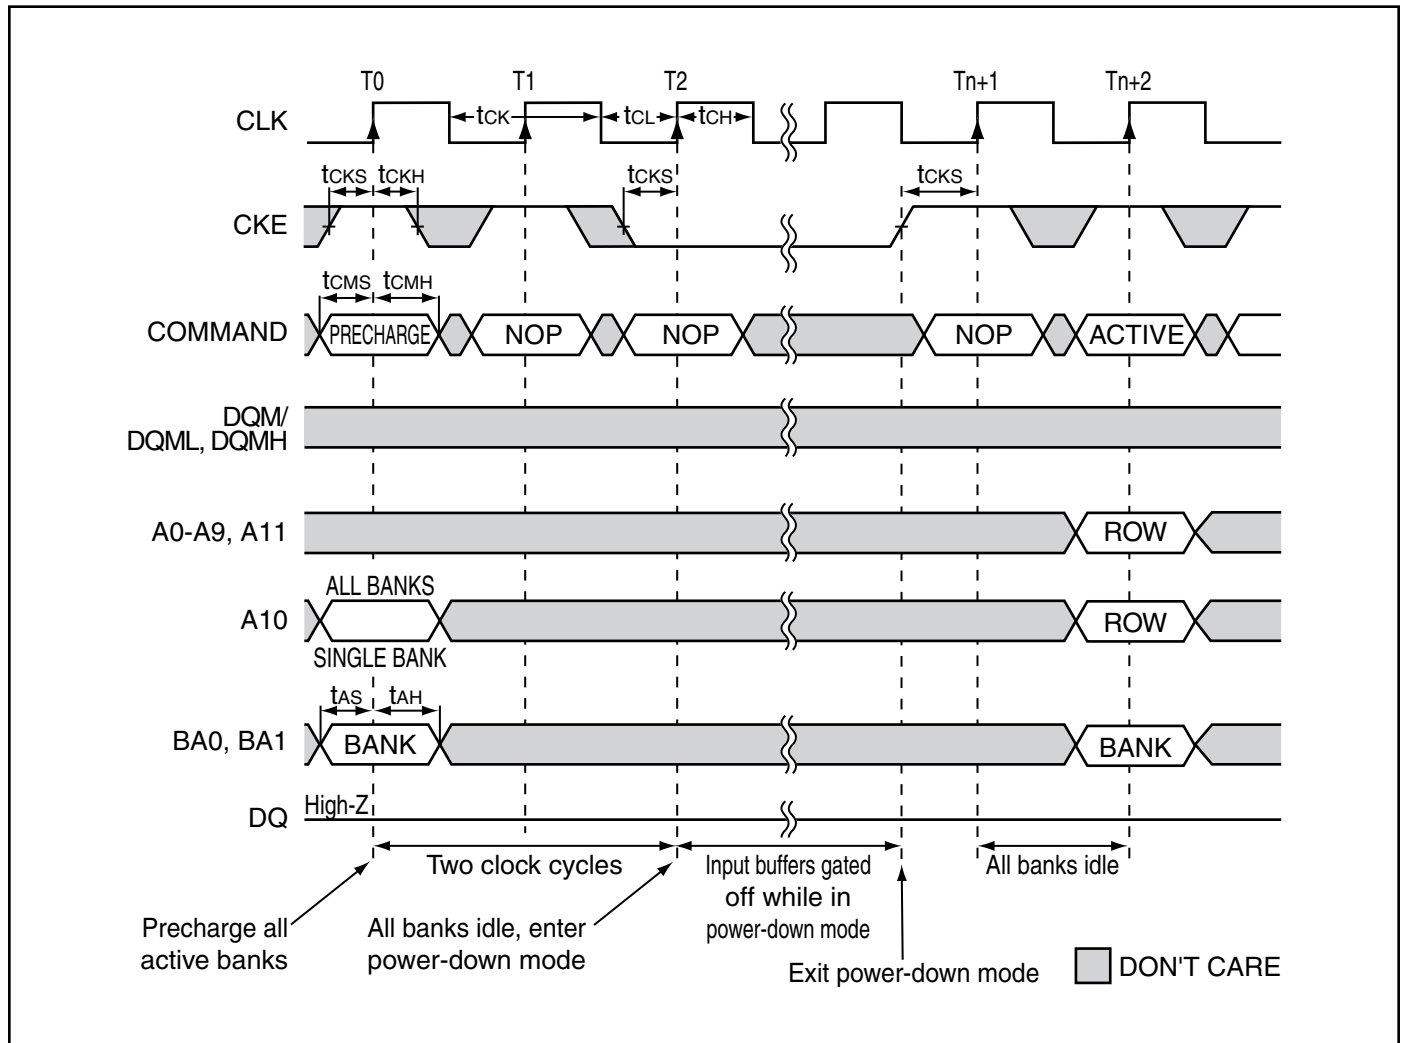 T0 T1 T2 Tn+1 Tn+2
CLK tCK tCL tCH
tCKS tCKH tCKS tCKS
CKE
tCMS tCMH
COMMAND PRECHARGE NOP NOP NOP ACTIVE
DQM/
DQML, DQMH
A0-A9, A11 ROW
ALL BANKS
A10 ROW
SINGLE BANK
tAS tAH
BA0, BA1 BANK BANK
DQ High-Z
Two clock cycles
Input buffers gated
off while in
power-down mode
All banks idle
Precharge all
active banks
All banks idle, enter
power-down mode
Exit power-down mode
DON'T CARE